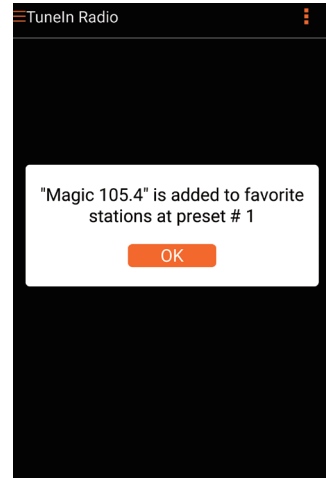 TuneIn Radio
"Magic 105.4" is added to favorite
stations at preset # 1
OK